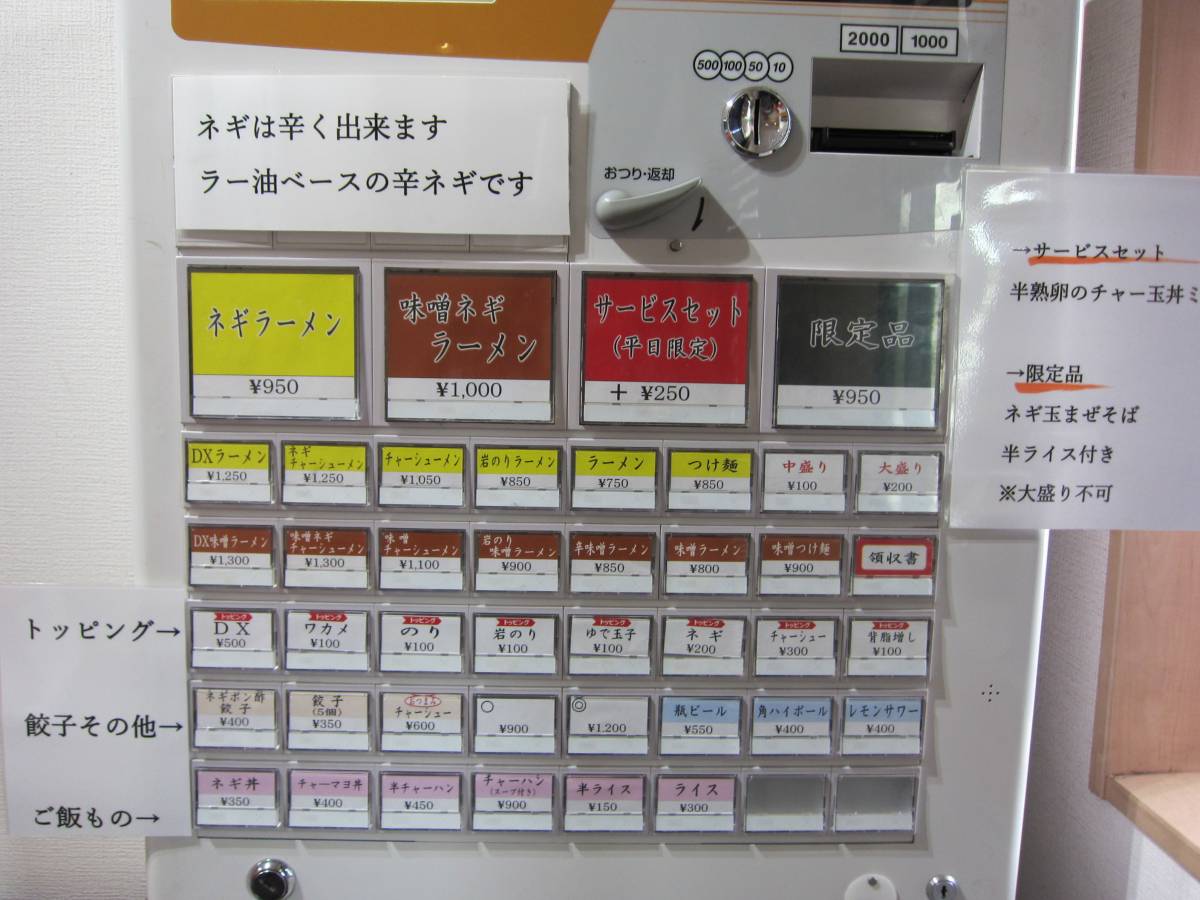 2000 1000
500 100 50 10
おつり・返却
ネギは辛く出来ます
ラー油ベースの辛ネギです
→サービスセット
半熟卵のチャー玉丼ミ
→限定品
ネギ玉まぜそば
半ライス付き
※大盛り不可
ネギラーメン
¥950
味噌ネギ
ラーメン
¥1,000
サービスセット
(平日限定)
+ ¥250
限定品
¥950
DXラーメン
¥1,250
ネギ
チャーシューメン
¥1,250
チャーシューメン
¥1,050
岩のりラーメン
¥850
ラーメン
¥750
つけ麺
¥850
中盛り
¥100
大盛り
¥200
DX味噌ラーメン
¥1,300
味噌ネギ
チャーシューメン
¥1,300
味噌
チャーシューメン
¥1,100
岩のり
味噌ラーメン
¥900
辛味噌ラーメン
¥850
味噌ラーメン
¥800
味噌つけ麺
¥900
領収書
トッピング→
トッピング
DX
¥500
トッピング
ワカメ
¥100
トッピング
のり
¥100
トッピング
岩のり
¥100
トッピング
ゆで玉子
¥100
トッピング
ネギ
¥200
トッピング
チャーシュー
¥300
トッピング
背脂増し
¥100
餃子その他→
ネギポン酢
餃子
¥400
餃子
(5個)
¥350
おつまみ
チャーシュー
¥600
○
¥900
◎
¥1,200
瓶ビール
¥550
角ハイボール
¥400
レモンサワー
¥400
ご飯もの→
ネギ丼
¥350
チャーマヨ丼
¥400
半チャーハン
¥450
チャーハン
(スープ付き)
¥900
半ライス
¥150
ライス
¥300